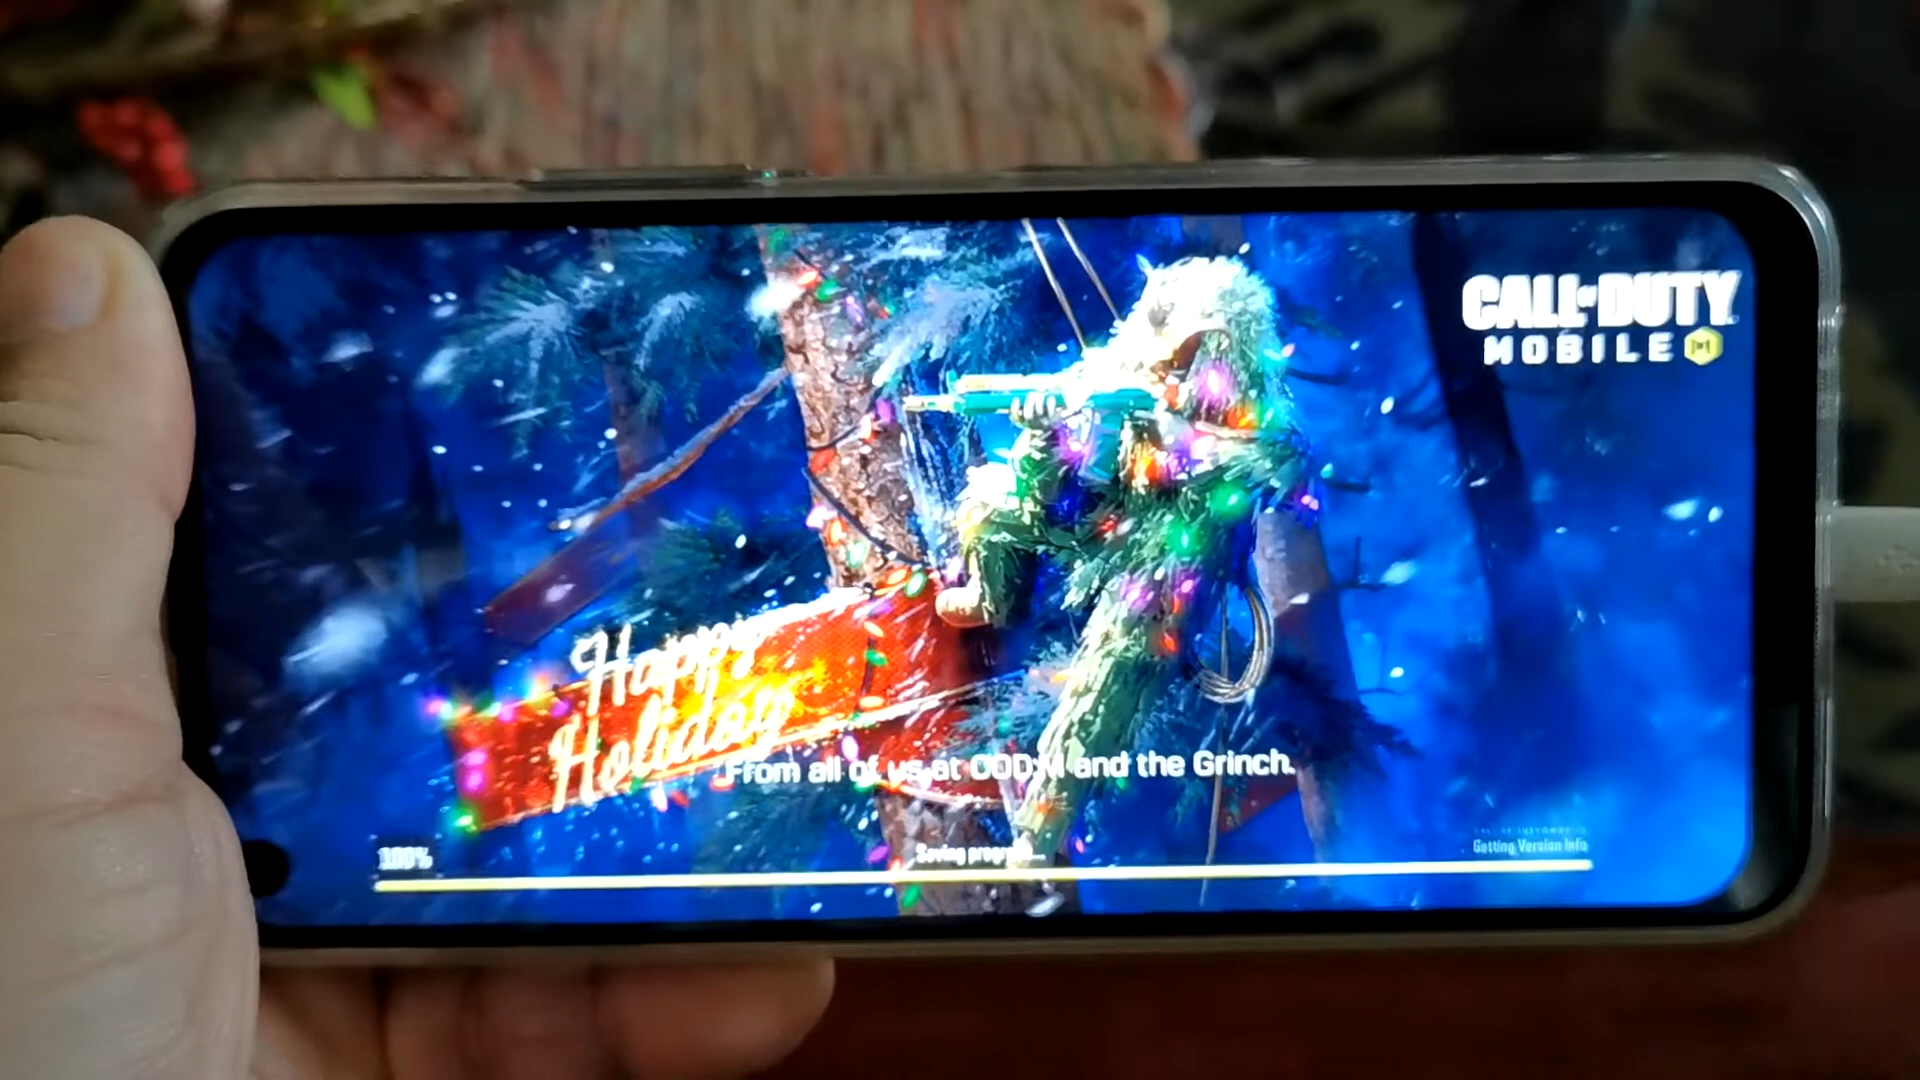 CALL OF DUTY
MOBILE
Happy
Holiday
From all of us at CODM and the Grinch.
100%
Saving progress...
Getting Version Info